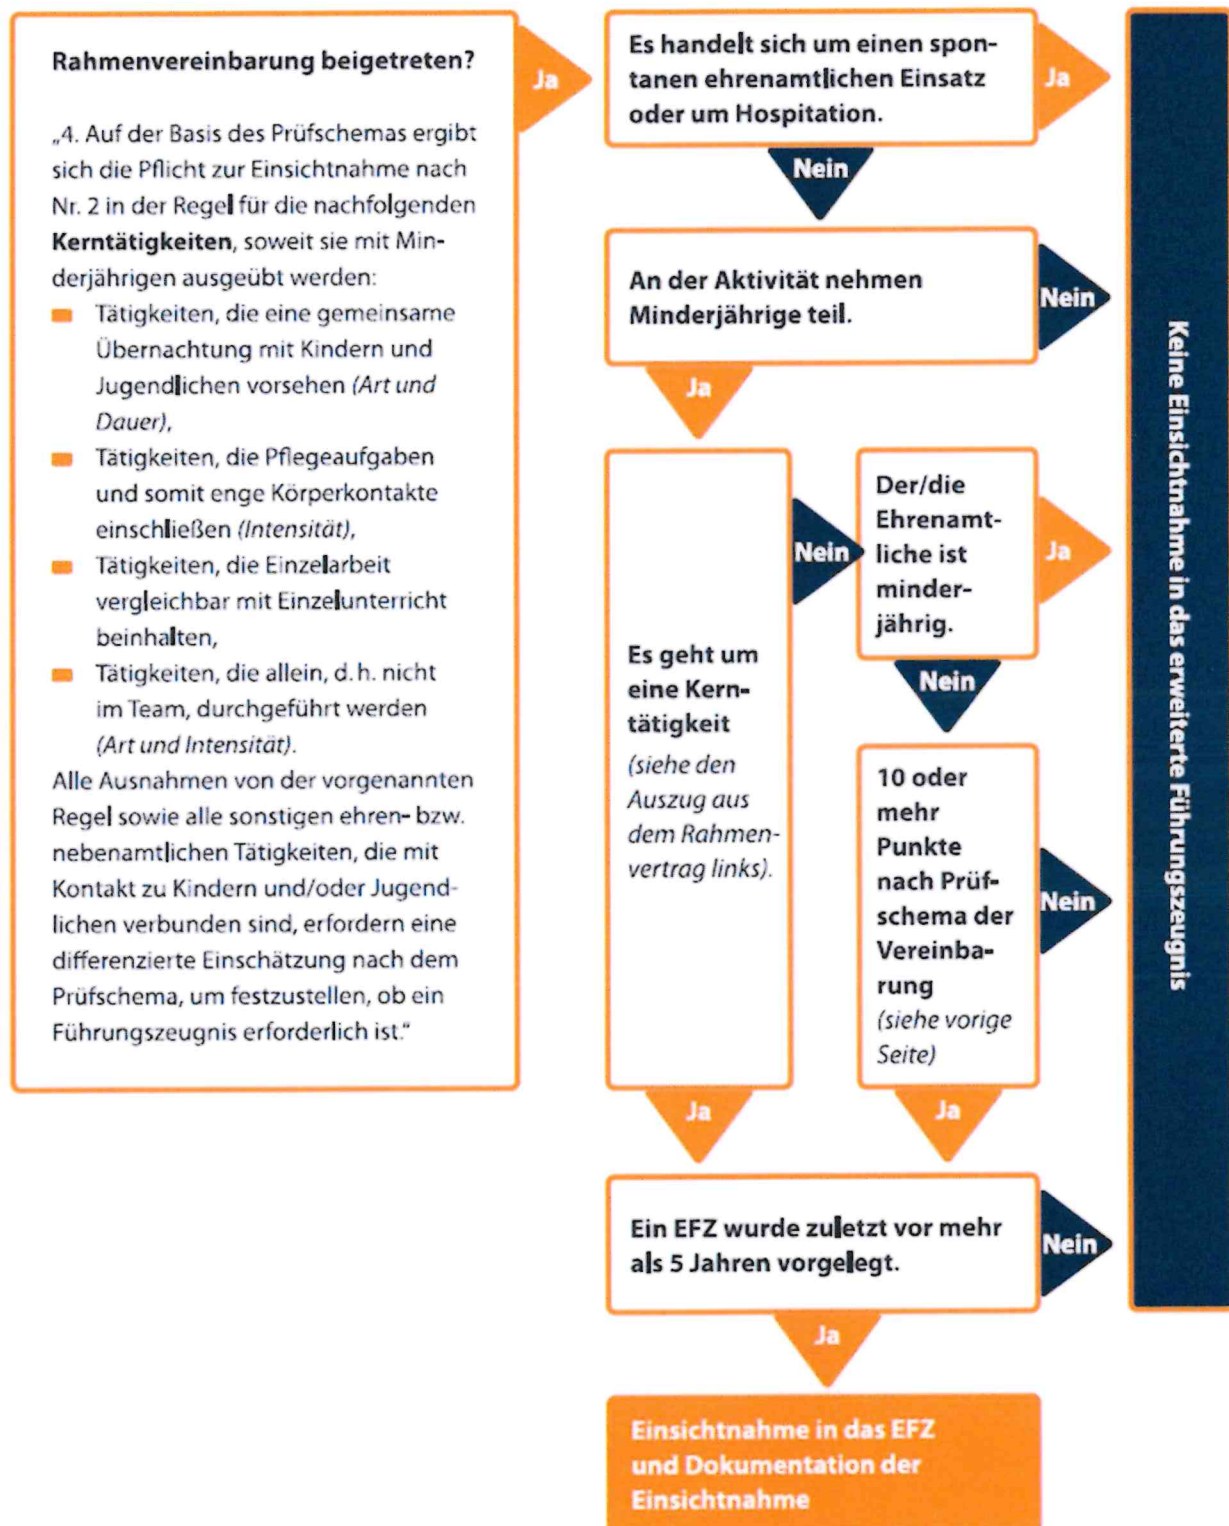 Rahmenvereinbarung beigetreten?
„4. Auf der Basis des Prüfschemas ergibt
sich die Pflicht zur Einsichtnahme nach
Nr. 2 in der Regel für die nachfolgenden
Kerntätigkeiten, soweit sie mit Min-
derjährigen ausgeübt werden:
Tätigkeiten, die eine gemeinsame
Übernachtung mit Kindern und
Jugendlichen vorsehen (Art und
Dauer),
Tätigkeiten, die Pflegeaufgaben
und somit enge Körperkontakte
einschließen (Intensität),
Tätigkeiten, die Einzelarbeit
vergleichbar mit Einzelunterricht
beinhalten,
Tätigkeiten, die allein, d. h. nicht
im Team, durchgeführt werden
(Art und Intensität).
Alle Ausnahmen von der vorgenannten
Regel sowie alle sonstigen ehren- bzw.
nebenamtlichen Tätigkeiten, die mit
Kontakt zu Kindern und/oder Jugend-
lichen verbunden sind, erfordern eine
differenzierte Einschätzung nach dem
Prüfschema, um festzustellen, ob ein
Führungszeugnis erforderlich ist.“
Ja
Es handelt sich um einen spon-
tanen ehrenamtlichen Einsatz
oder um Hospitation.
Ja
Nein
An der Aktivität nehmen
Minderjährige teil.
Nein
Ja
Es geht um
eine Kern-
tätigkeit
(siehe den
Auszug aus
dem Rahmen-
vertrag links).
Nein
Der/die
Ehrenamt-
liche ist
minder-
jährig.
Ja
Nein
10 oder
mehr
Punkte
nach Prüf-
schema der
Vereinba-
rung
(siehe vorige
Seite)
Nein
Ja
Ja
Ein EFZ wurde zuletzt vor mehr
als 5 Jahren vorgelegt.
Nein
Ja
Einsichtnahme in das EFZ
und Dokumentation der
Einsichtnahme
Keine Einsichtnahme in das erweiterte Führungszeugnis